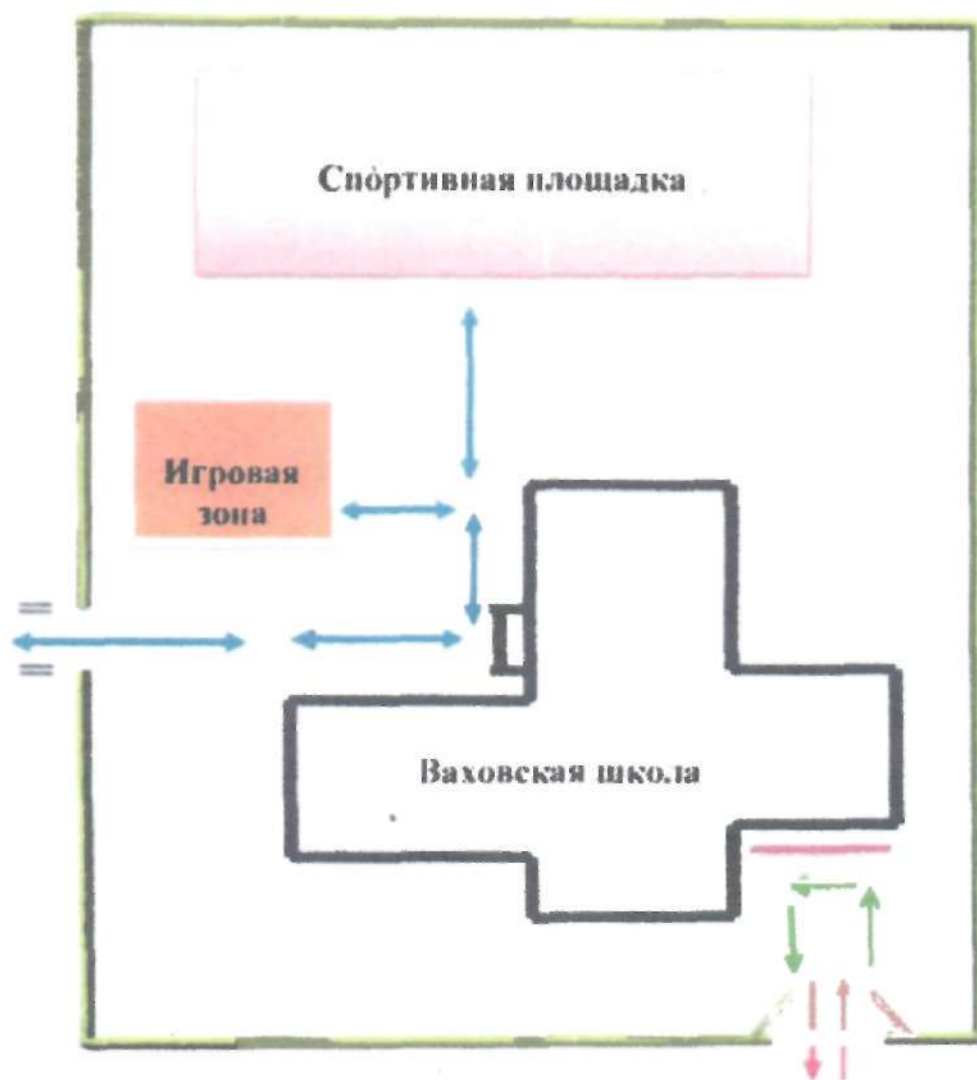 Спортивная площадка
Игровая
зона
Ваховская школа